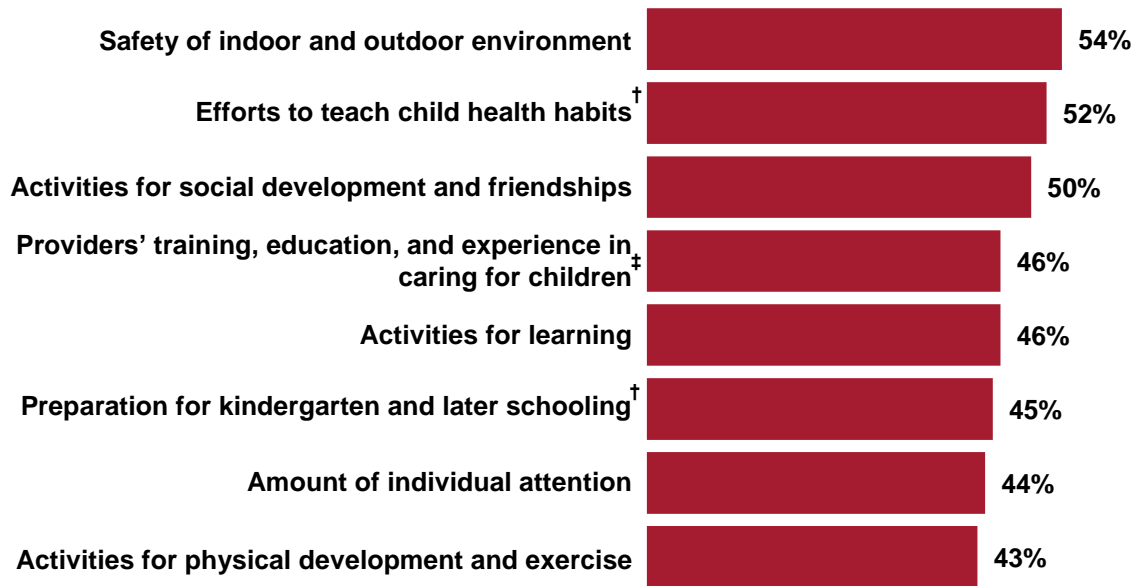 Safety of indoor and outdoor environment 54%
Efforts to teach child health habits† 52%
Activities for social development and friendships 50%
Providers’ training, education, and experience in
caring for children‡ 46%
Activities for learning 46%
Preparation for kindergarten and later schooling† 45%
Amount of individual attention 44%
Activities for physical development and exercise 43%